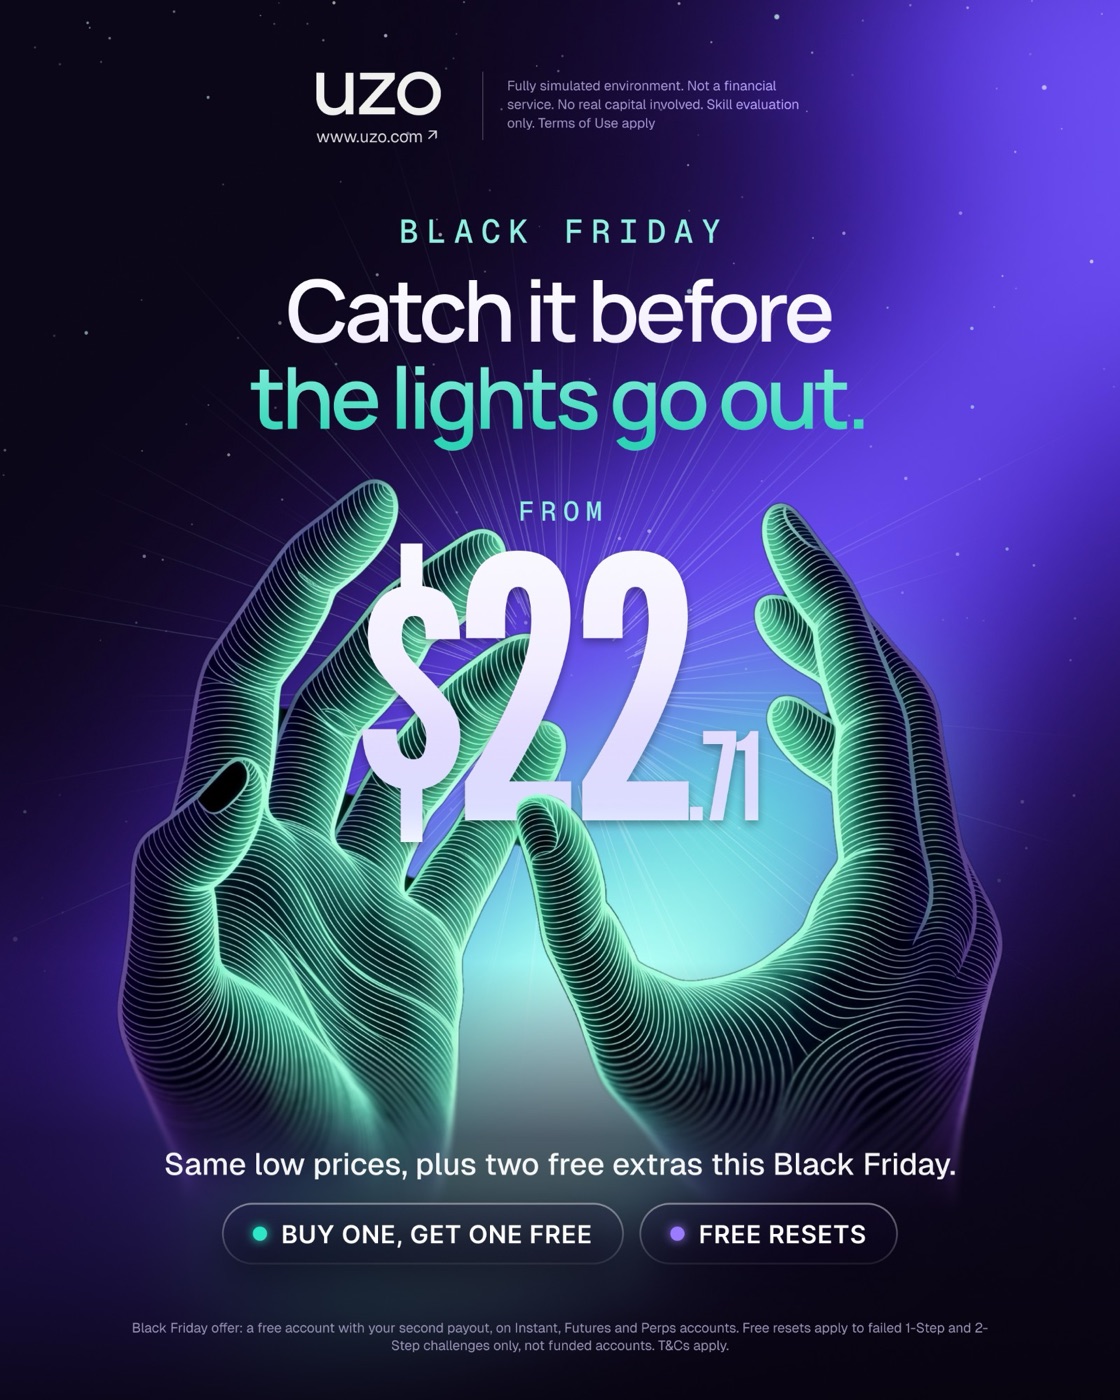 uzo
www.uzo.com ↗
Fully simulated environment. Not a financial
service. No real capital involved. Skill evaluation
only. Terms of Use apply
BLACK FRIDAY
Catch it before
the lights go out.
FROM
$22.71
Same low prices, plus two free extras this Black Friday.
BUY ONE, GET ONE FREE
FREE RESETS
Black Friday offer: a free account with your second payout, on Instant, Futures and Perps accounts. Free resets apply to failed 1-Step and 2-
Step challenges only, not funded accounts. T&Cs apply.